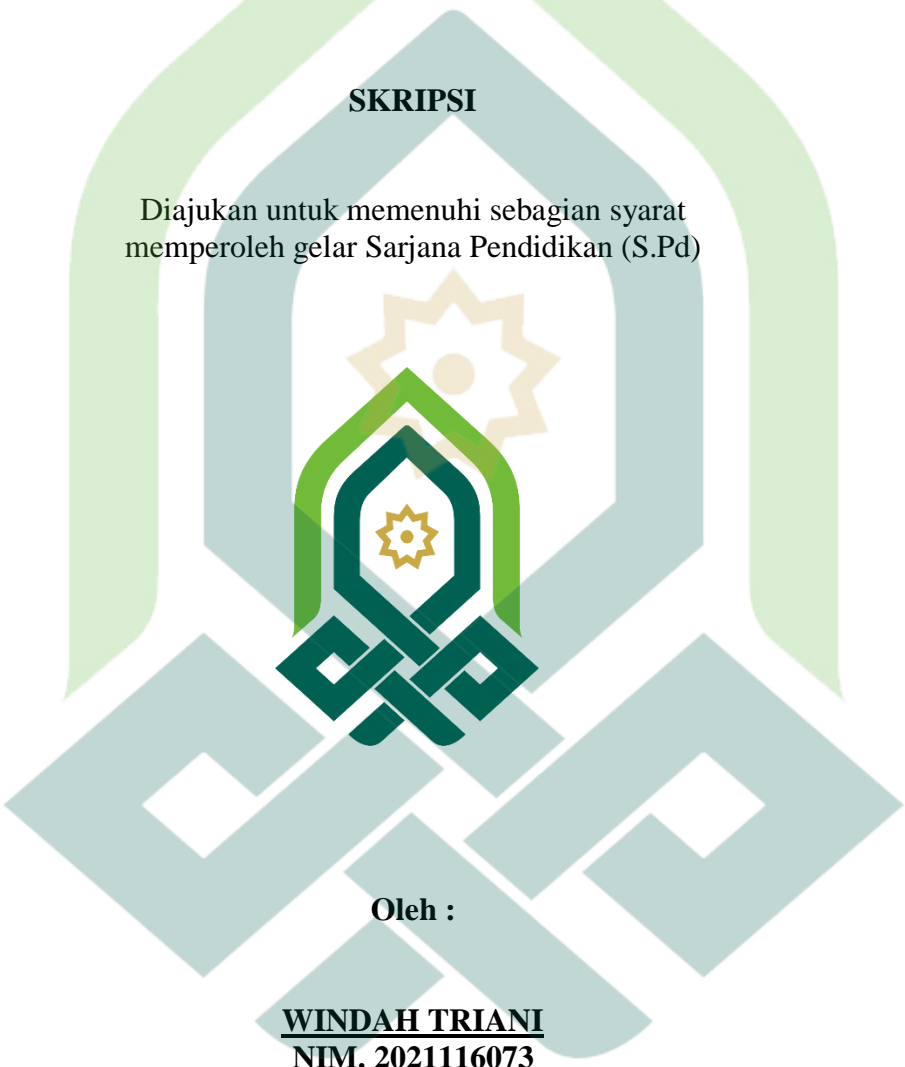 SKRIPSI
Diajukan untuk memenuhi sebagian syarat
memperoleh gelar Sarjana Pendidikan (S.Pd)
Oleh :
WINDAH TRIANI
NIM. 2021116073